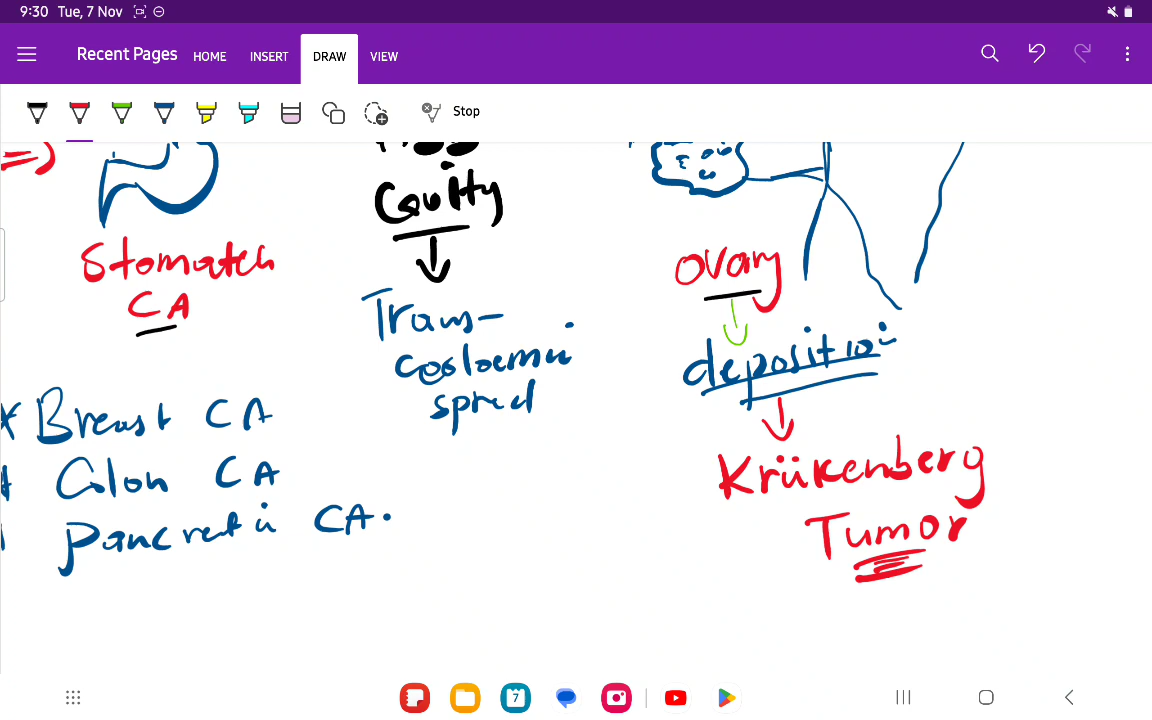 9:30 Tue, 7 Nov
Recent Pages HOME INSERT DRAW VIEW
Stop
Cavity
Stomatch
CA
Trans-
coeloemic
spred
ovary
deposition
Krükenberg
Tumor
Breast CA
Colon CA
pancreatic CA.
7